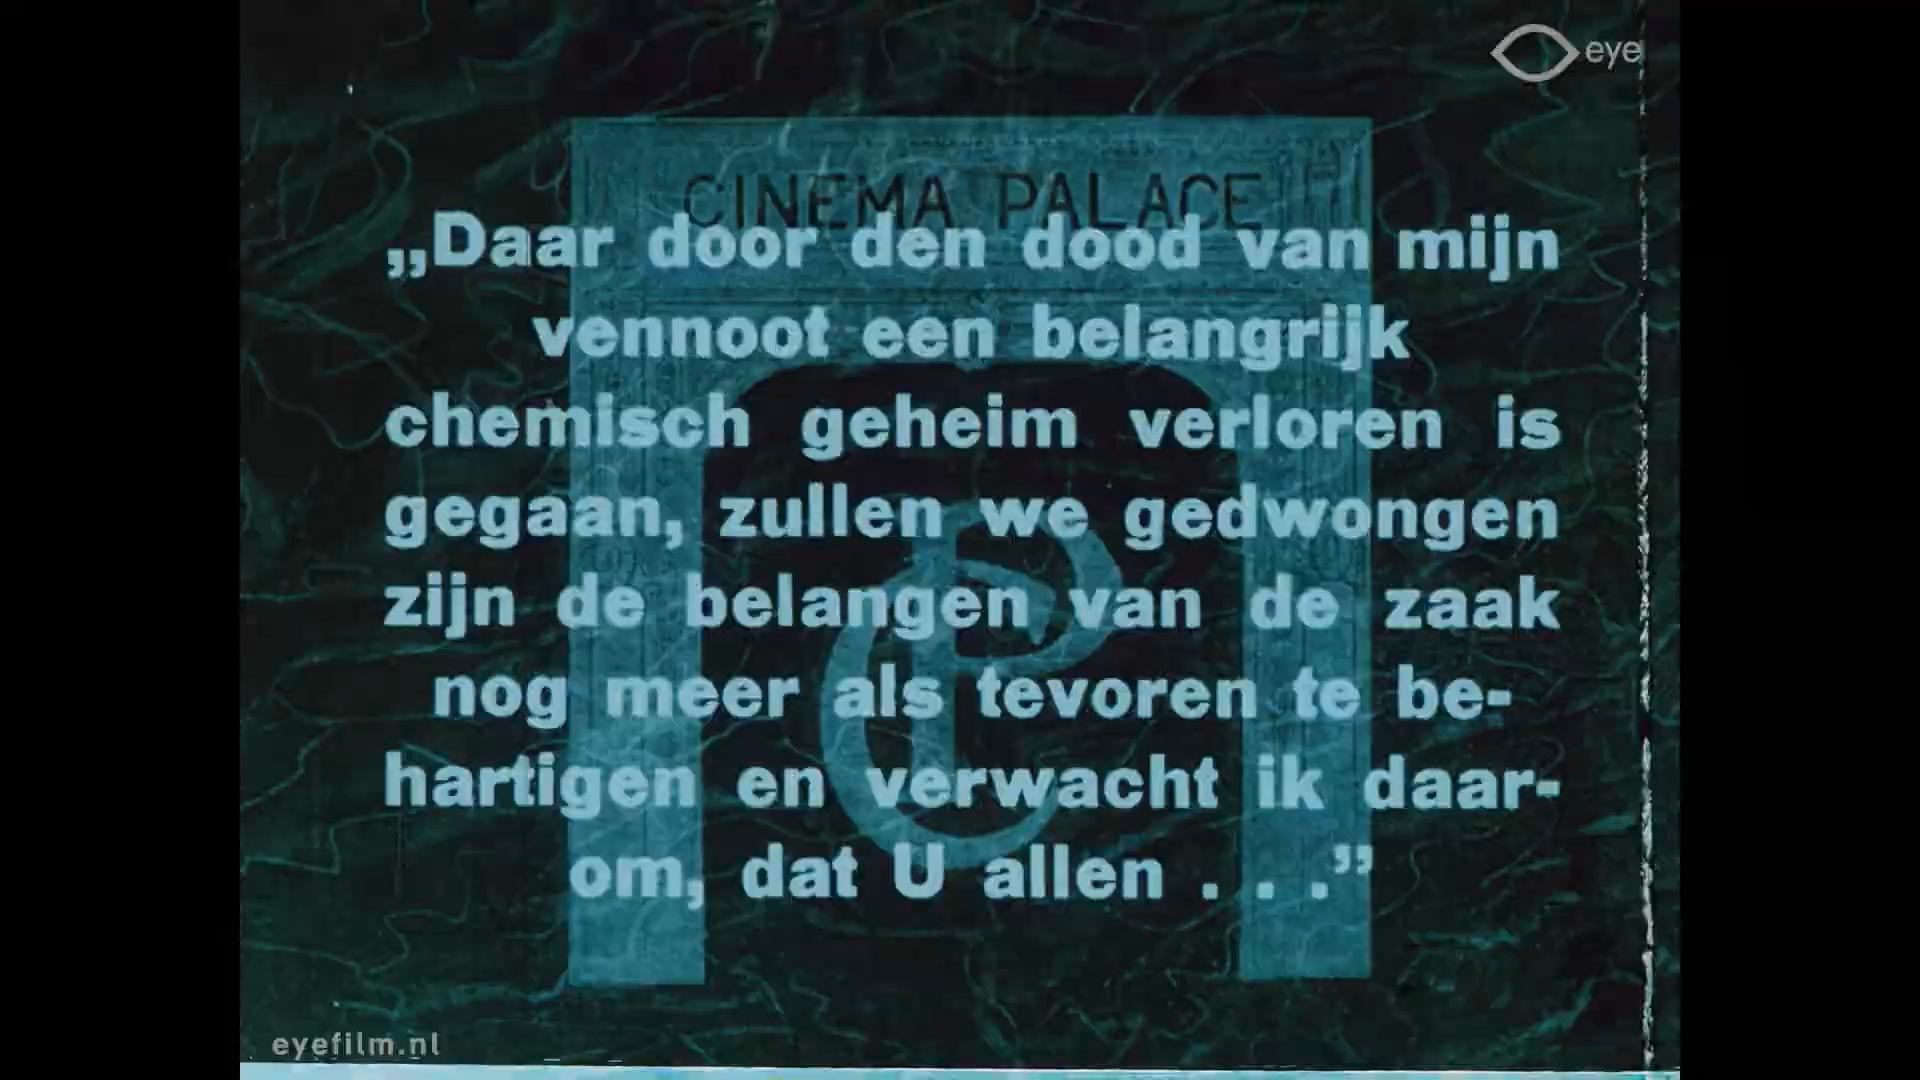 eye
CINEMA PALACE
„Daar door den dood van mijn
vennoot een belangrijk
chemisch geheim verloren is
gegaan, zullen we gedwongen
zijn de belangen van de zaak
nog meer als tevoren te be-
hartigen en verwacht ik daar-
om, dat U allen . . .”
CP
eyefilm.nl